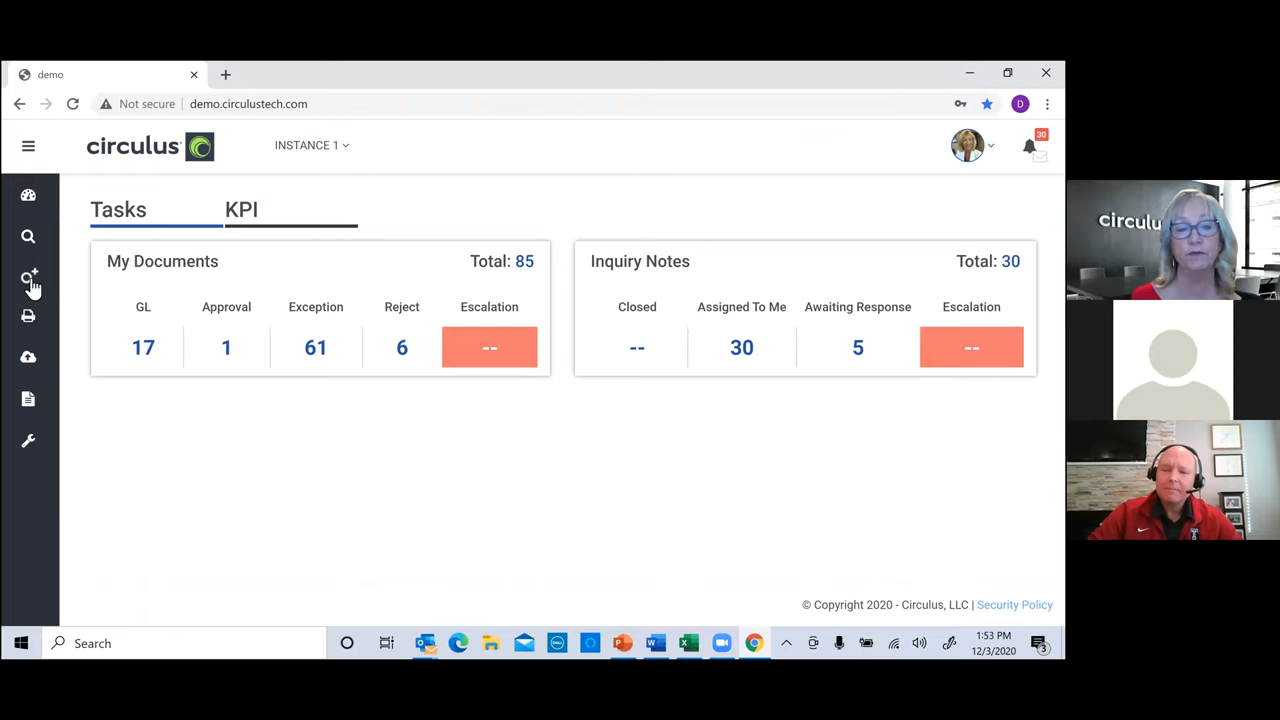 demo
Not secure
demo.circulustech.com
D
circulus
INSTANCE 1
30
Tasks
KPI
My Documents
Total: 85
Inquiry Notes
Total: 30
GL
Approval
Exception
Reject
Escalation
Closed
Assigned To Me
Awaiting Response
Escalation
17
1
61
6
--
--
30
5
--
© Copyright 2020 - Circulus, LLC | Security Policy
Search
1:53 PM
12/3/2020
3
circulu